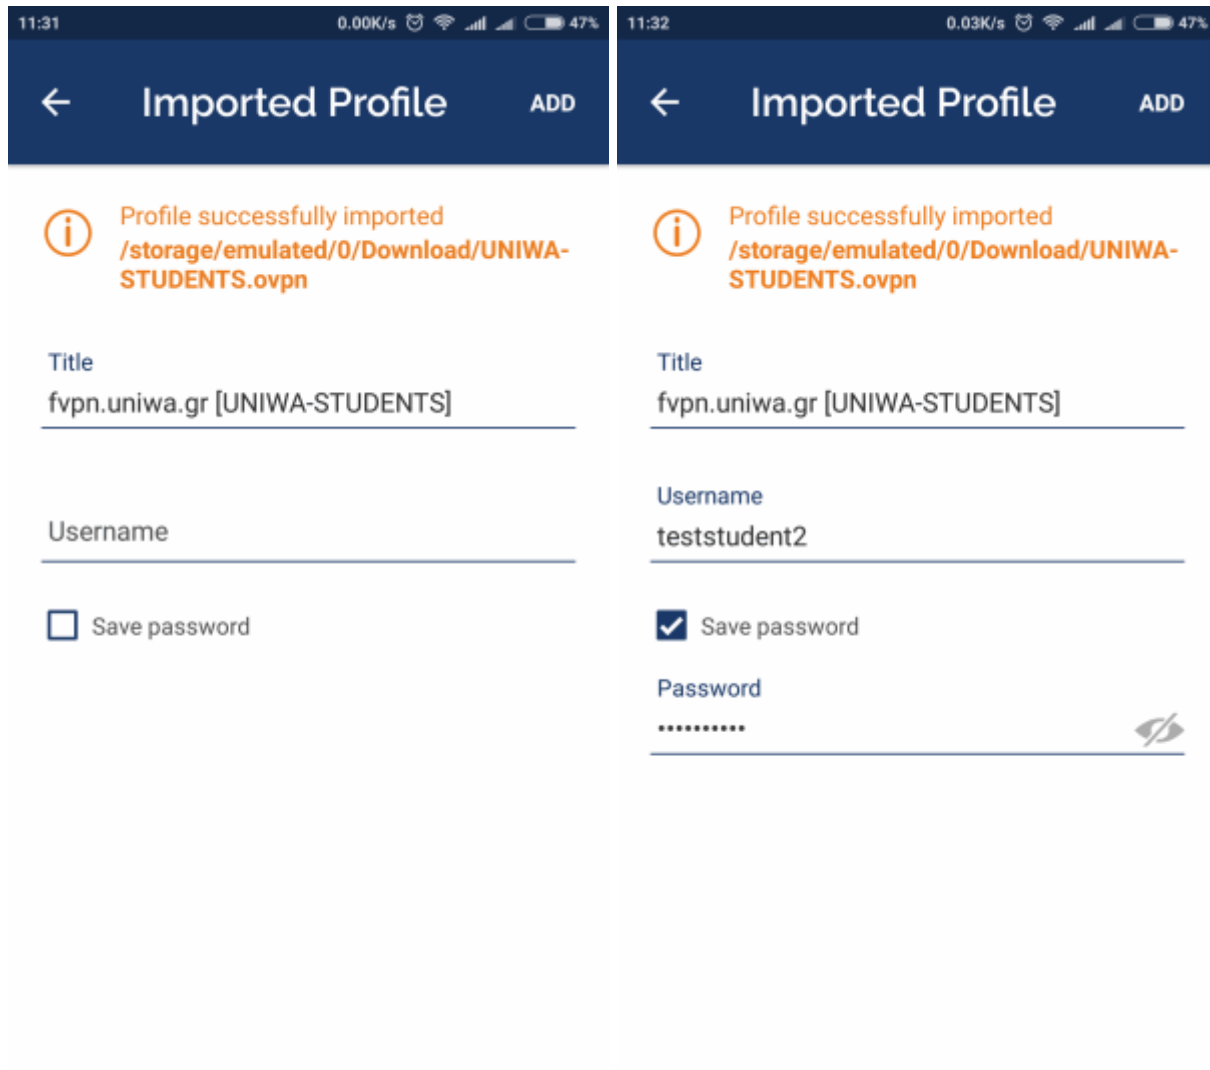 11:31
0.00K/s 47%
Imported Profile
ADD
Profile successfully imported
/storage/emulated/0/Download/UNIWA-
STUDENTS.ovpn
Title
fvpn.uniwa.gr [UNIWA-STUDENTS]
Username
Save password
11:32
0.03K/s 47%
Imported Profile
ADD
Profile successfully imported
/storage/emulated/0/Download/UNIWA-
STUDENTS.ovpn
Title
fvpn.uniwa.gr [UNIWA-STUDENTS]
Username
teststudent2
Save password
Password
••••••••••